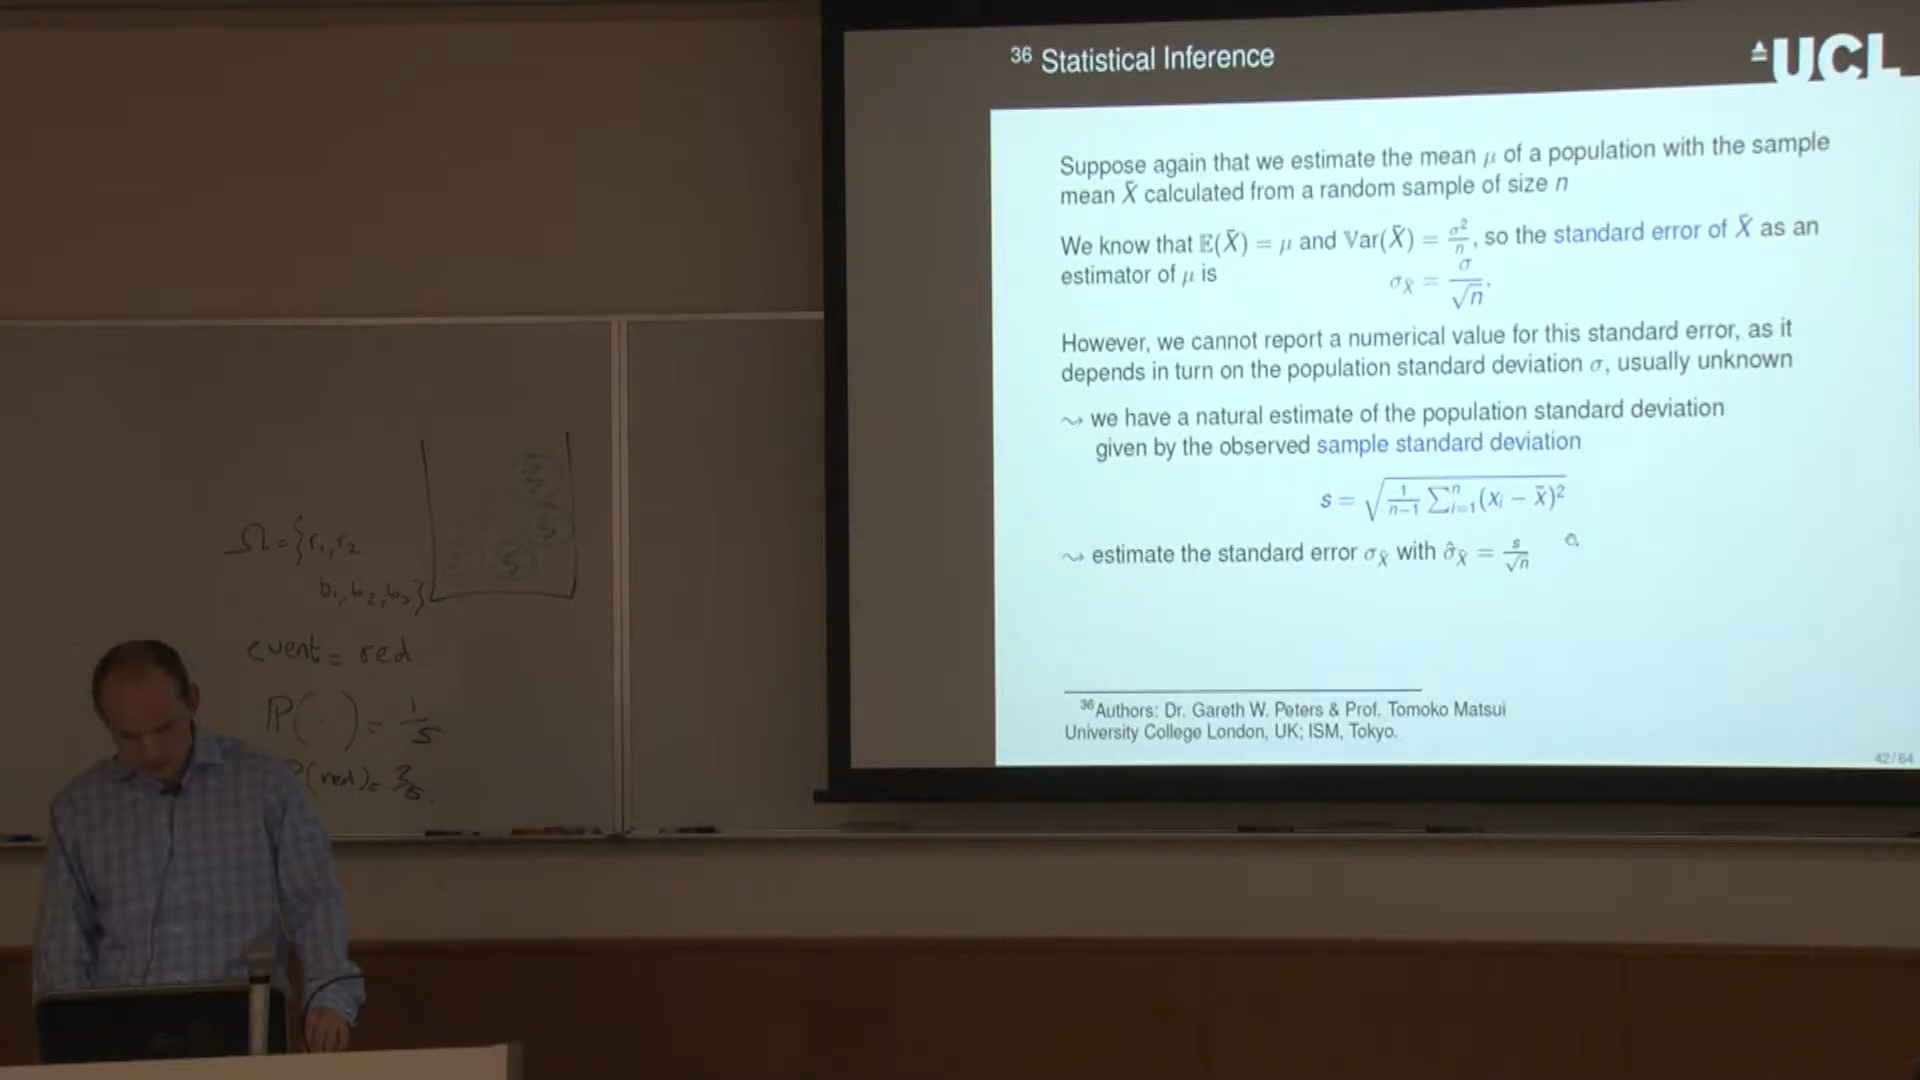 36 Statistical Inference
UCL
Suppose again that we estimate the mean μ of a population with the sample
mean X̄ calculated from a random sample of size n
We know that 𝔼(X̄) = μ and Var(X̄) = σ²/n, so the standard error of X̄ as an
estimator of μ is
σ_X̄ = σ/√n.
However, we cannot report a numerical value for this standard error, as it
depends in turn on the population standard deviation σ, usually unknown
⇝ we have a natural estimate of the population standard deviation
given by the observed sample standard deviation
s = √(1/(n−1) ∑ⁿᵢ₌₁(xᵢ − x̄)²)
⇝ estimate the standard error σ_X̄ with σ̂_X̄ = s/√n
36 Authors: Dr. Gareth W. Peters & Prof. Tomoko Matsui
University College London, UK; ISM, Tokyo.
42/64
Ω = {r₁, r₂
b₁, b₂, b₃}
event = red
ℙ(·) = 1/5
(red) = 2/5.